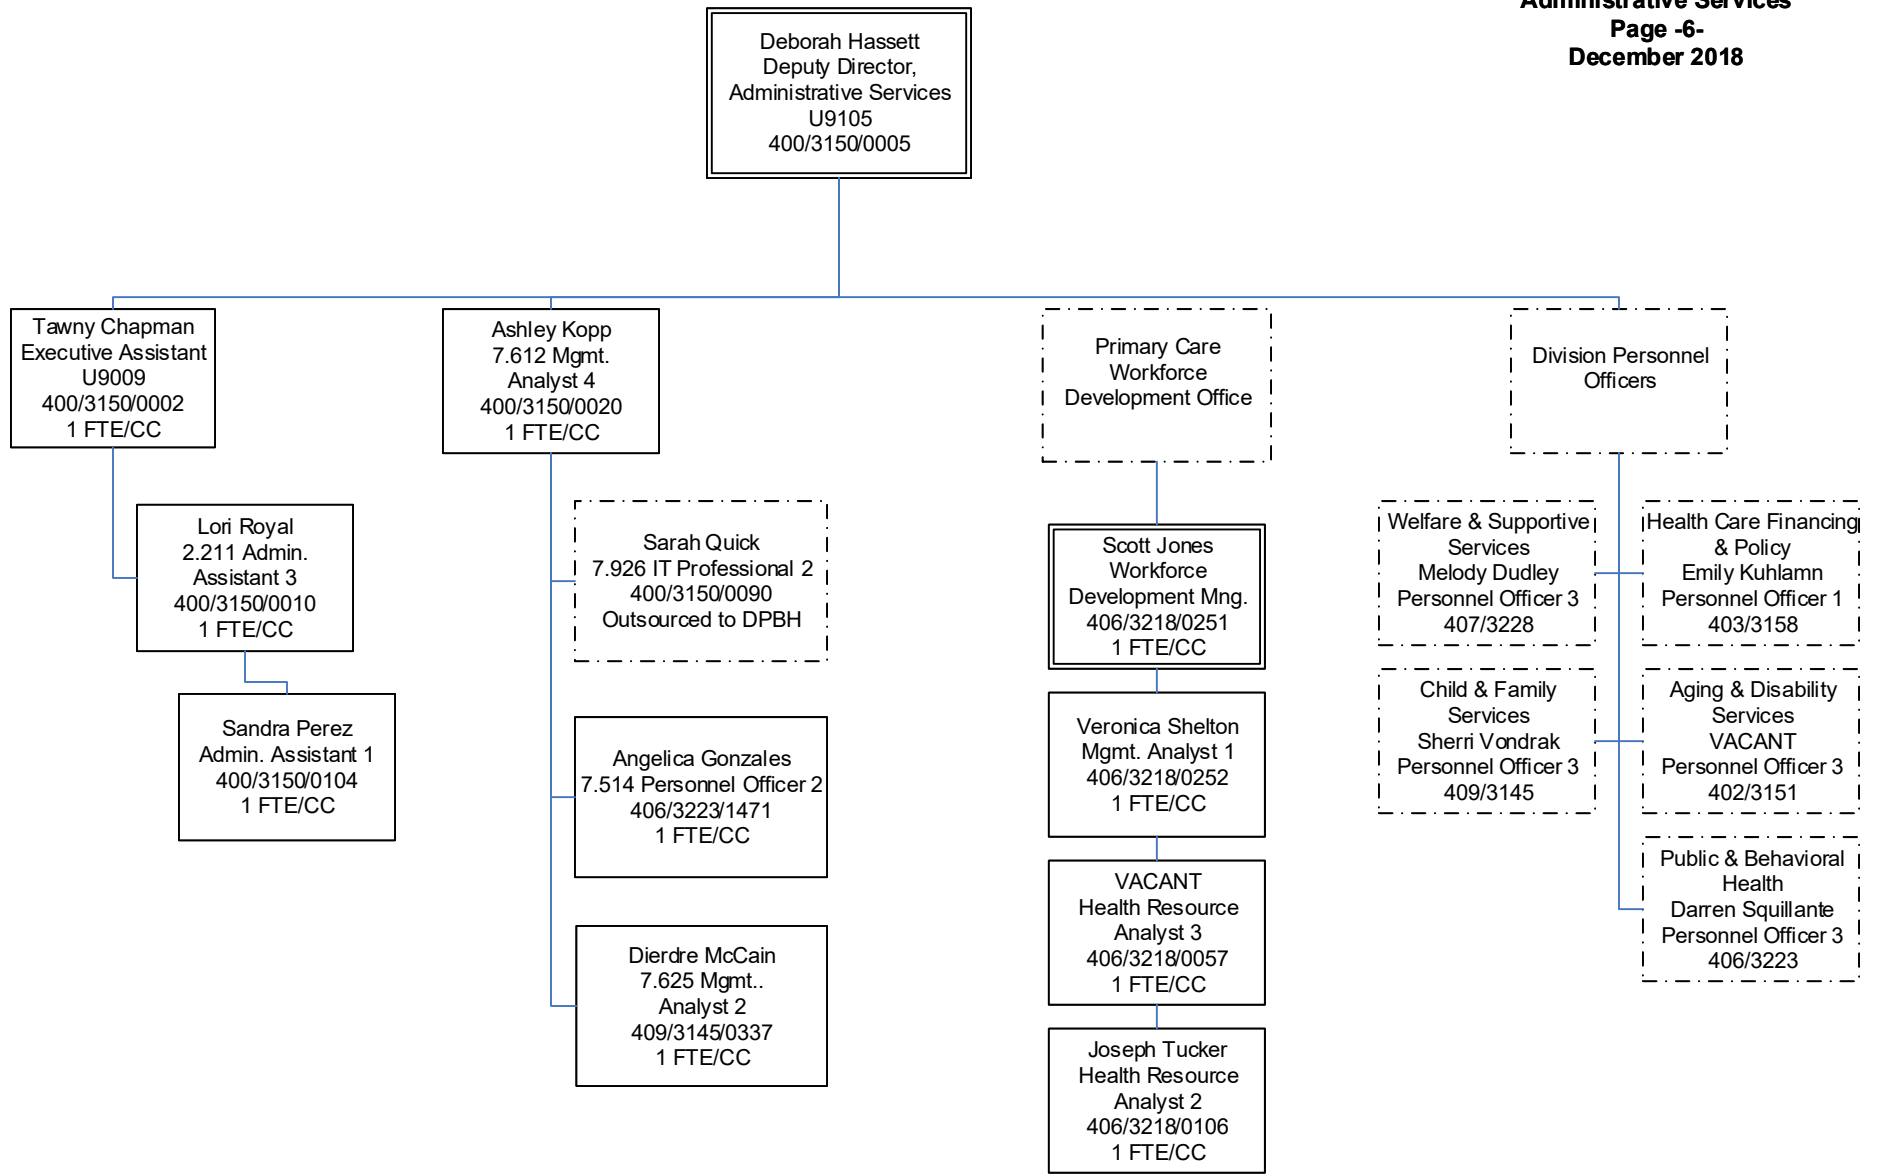 Administrative Services
Page -6-
December 2018
Deborah Hassett
Deputy Director,
Administrative Services
U9105
400/3150/0005
Tawny Chapman
Executive Assistant
U9009
400/3150/0002
1 FTE/CC
Lori Royal
2.211 Admin.
Assistant 3
400/3150/0010
1 FTE/CC
Sandra Perez
Admin. Assistant 1
400/3150/0104
1 FTE/CC
Ashley Kopp
7.612 Mgmt.
Analyst 4
400/3150/0020
1 FTE/CC
Sarah Quick
7.926 IT Professional 2
400/3150/0090
Outsourced to DPBH
Angelica Gonzales
7.514 Personnel Officer 2
406/3223/1471
1 FTE/CC
Dierdre McCain
7.625 Mgmt..
Analyst 2
409/3145/0337
1 FTE/CC
Primary Care
Workforce
Development Office
Scott Jones
Workforce
Development Mng.
406/3218/0251
1 FTE/CC
Veronica Shelton
Mgmt. Analyst 1
406/3218/0252
1 FTE/CC
VACANT
Health Resource
Analyst 3
406/3218/0057
1 FTE/CC
Joseph Tucker
Health Resource
Analyst 2
406/3218/0106
1 FTE/CC
Division Personnel
Officers
Welfare & Supportive
Services
Melody Dudley
Personnel Officer 3
407/3228
Health Care Financing
& Policy
Emily Kuhlamn
Personnel Officer 1
403/3158
Child & Family
Services
Sherri Vondrak
Personnel Officer 3
409/3145
Aging & Disability
Services
VACANT
Personnel Officer 3
402/3151
Public & Behavioral
Health
Darren Squillante
Personnel Officer 3
406/3223